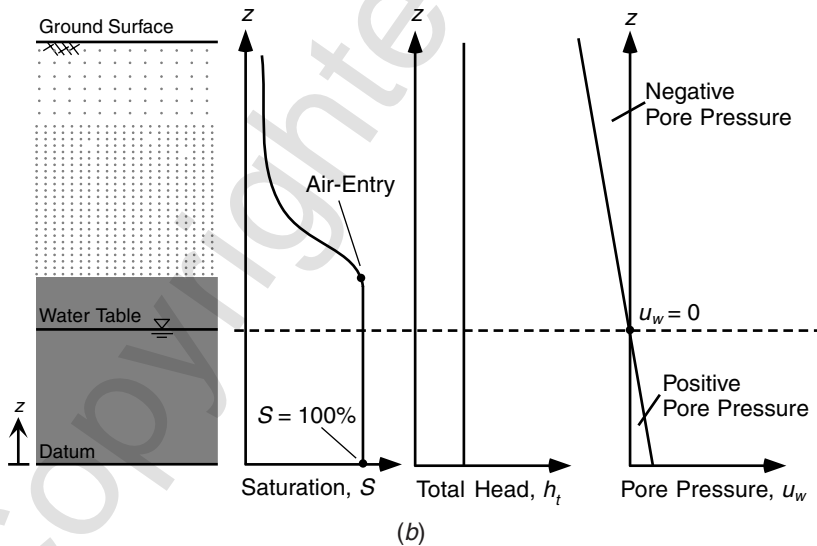 Ground Surface
z
z
z
Negative
Pore Pressure
Air-Entry
Water Table
u_w = 0
Positive
Pore Pressure
S = 100%
z
Datum
Saturation, S
Total Head, h_t
Pore Pressure, u_w
(b)
Copyrighte